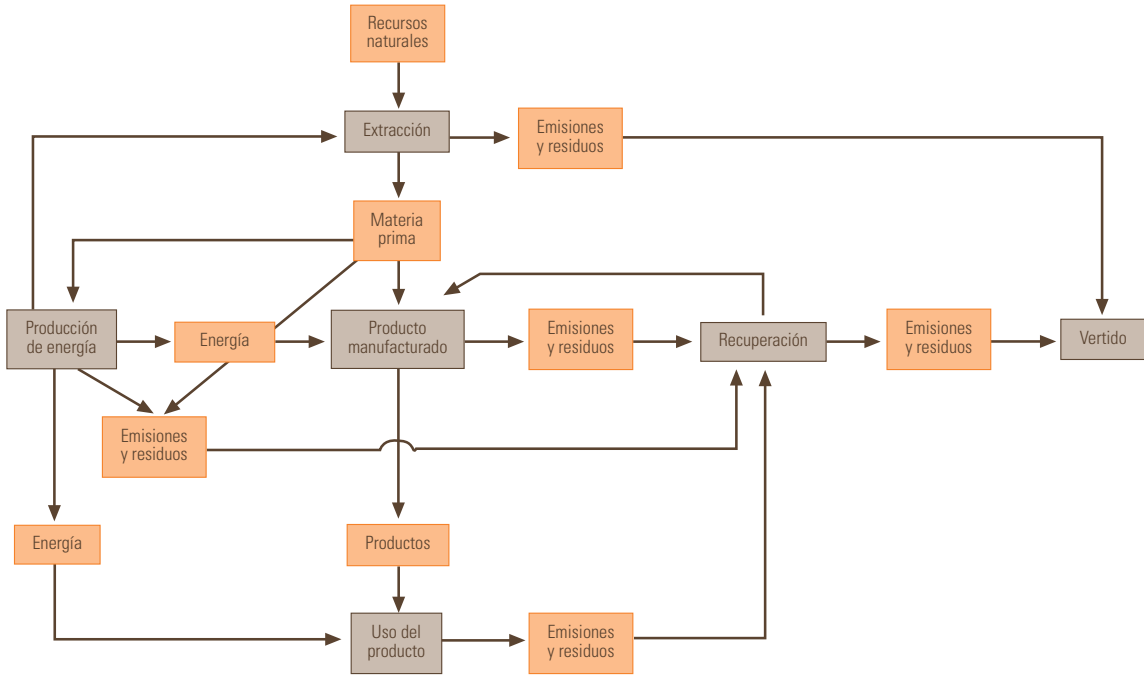 Recursos
naturales
Extracción
Emisiones
y residuos
Materia
prima
Producción
de energía
Energía
Producto
manufacturado
Emisiones
y residuos
Recuperación
Emisiones
y residuos
Vertido
Emisiones
y residuos
Energía
Productos
Uso del
producto
Emisiones
y residuos